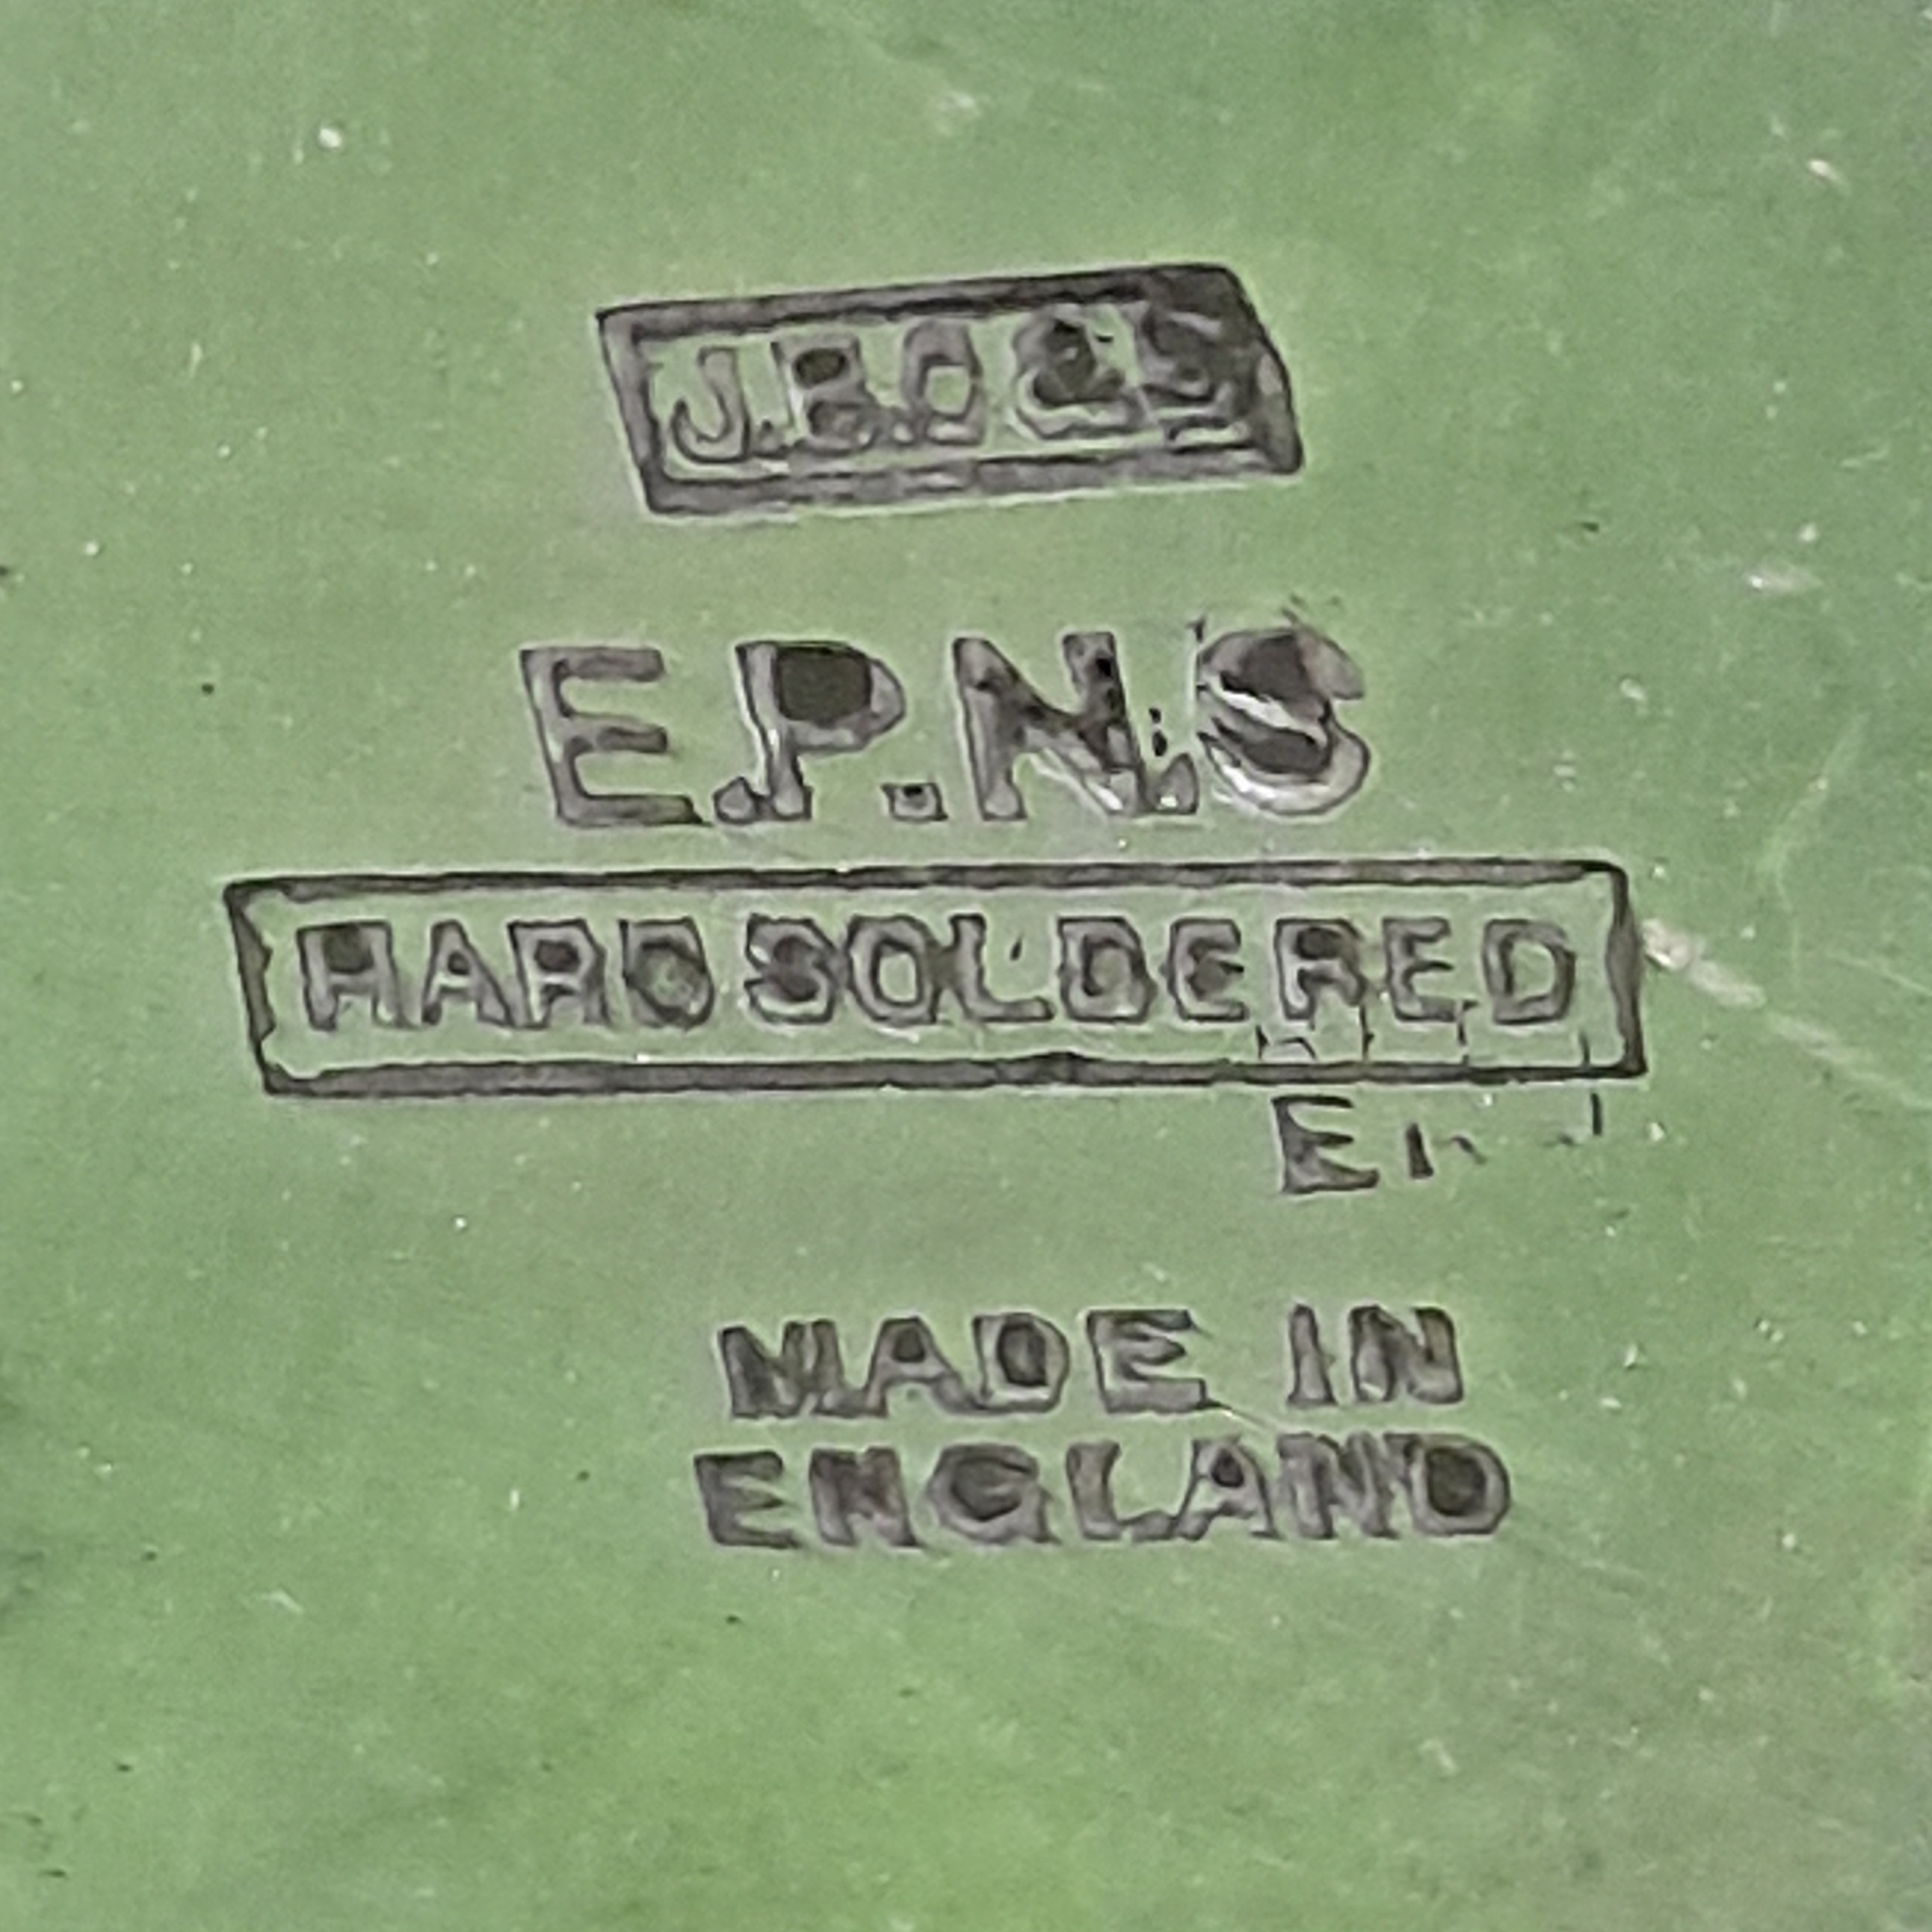 J.B.C & S
E.P.N.S
HARD SOLDERED
MADE IN
ENGLAND